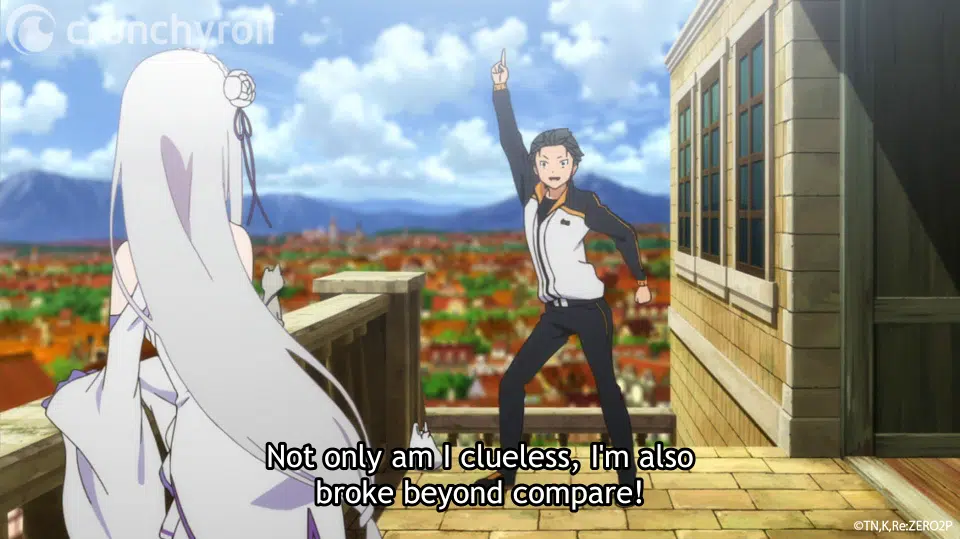 crunchyroll
Not only am I clueless, I'm also
broke beyond compare!
©TN,K,Re:ZERO2P